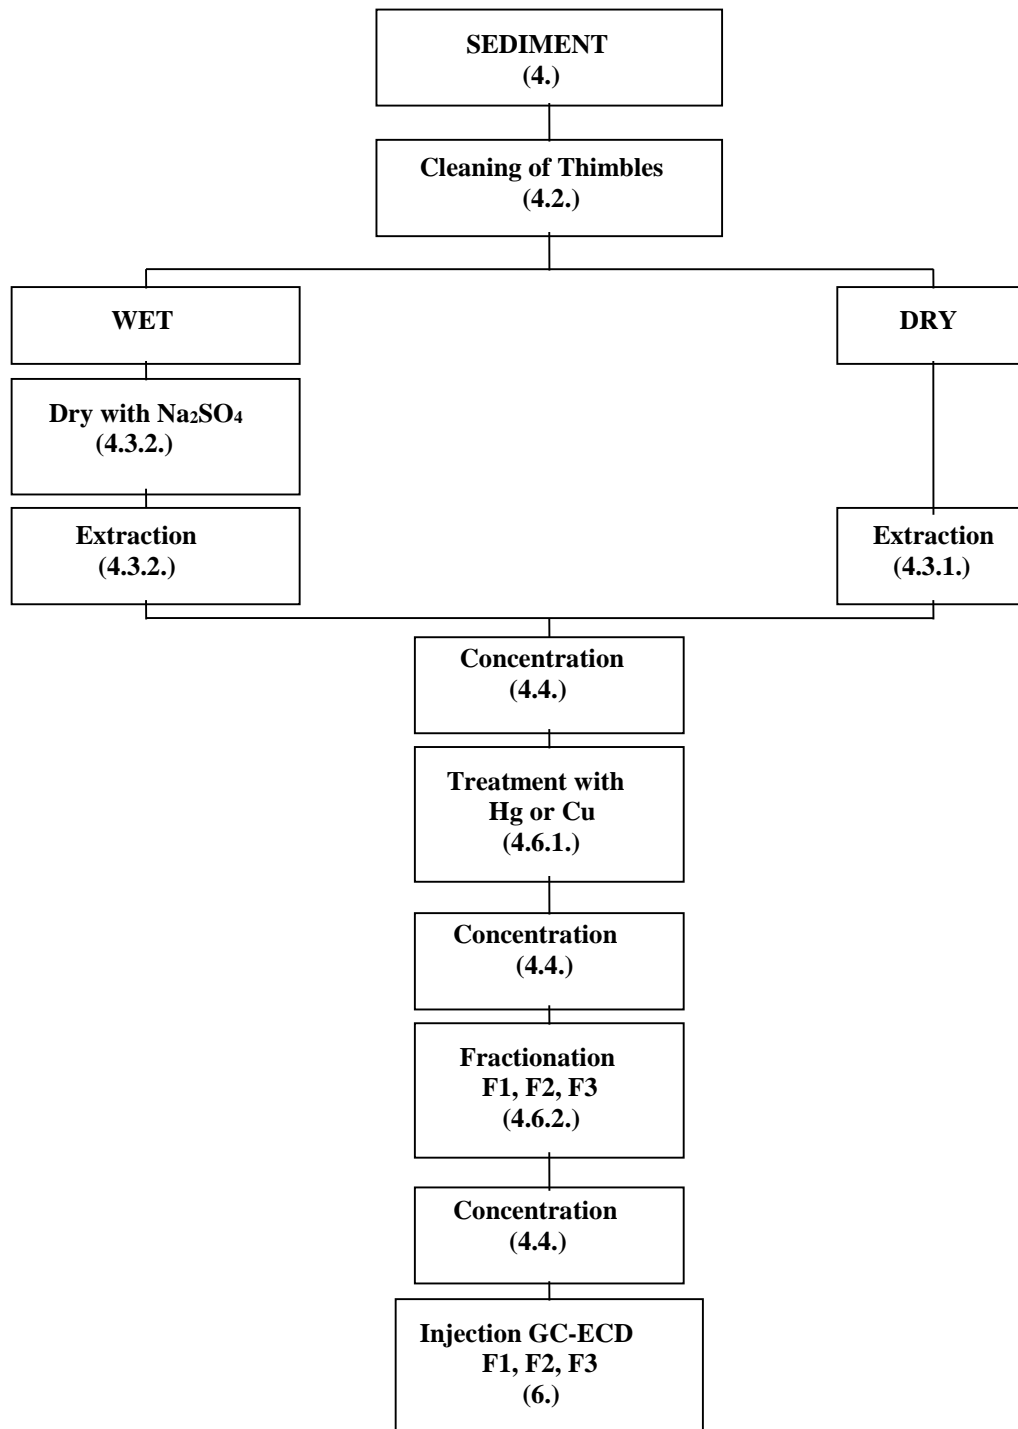 SEDIMENT
(4.)
Cleaning of Thimbles
(4.2.)
WET
DRY
Dry with Na₂SO₄
(4.3.2.)
Extraction
(4.3.2.)
Extraction
(4.3.1.)
Concentration
(4.4.)
Treatment with
Hg or Cu
(4.6.1.)
Concentration
(4.4.)
Fractionation
F1, F2, F3
(4.6.2.)
Concentration
(4.4.)
Injection GC-ECD
F1, F2, F3
(6.)